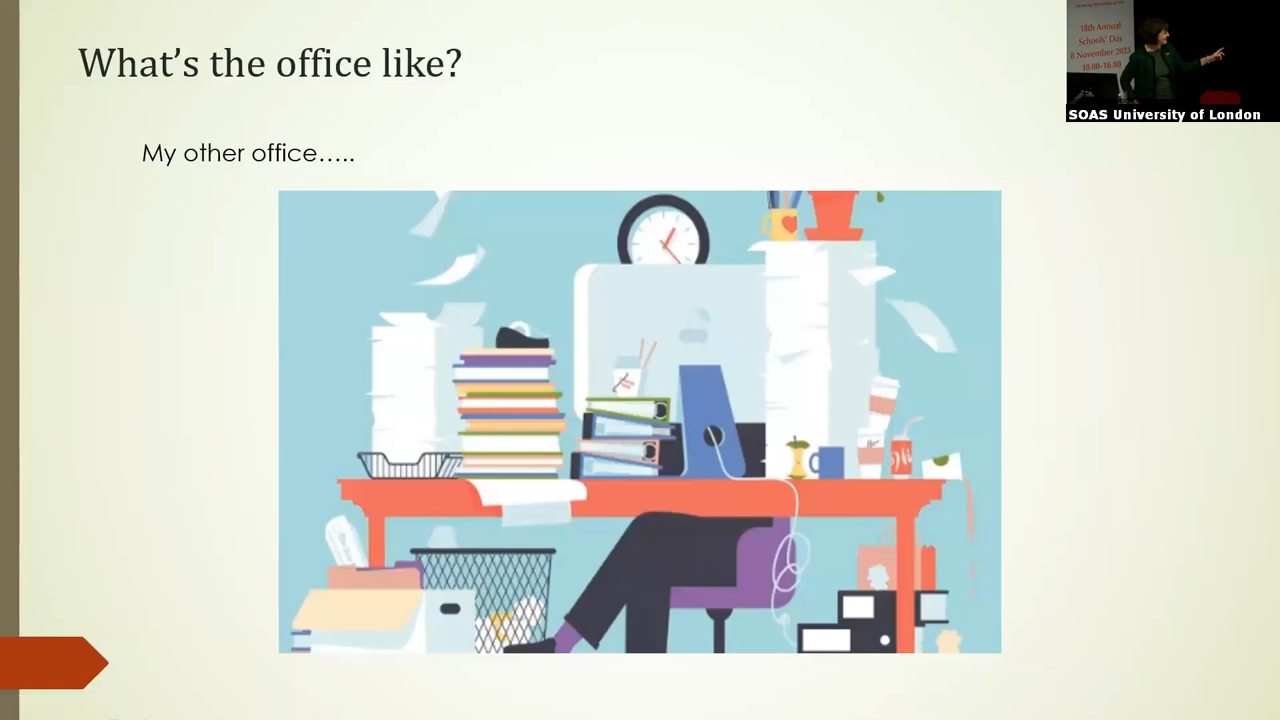 What’s the office like?
My other office…..
18th Annual
Schools' Day
8 November 2023
10.00-16.00
SOAS University of London